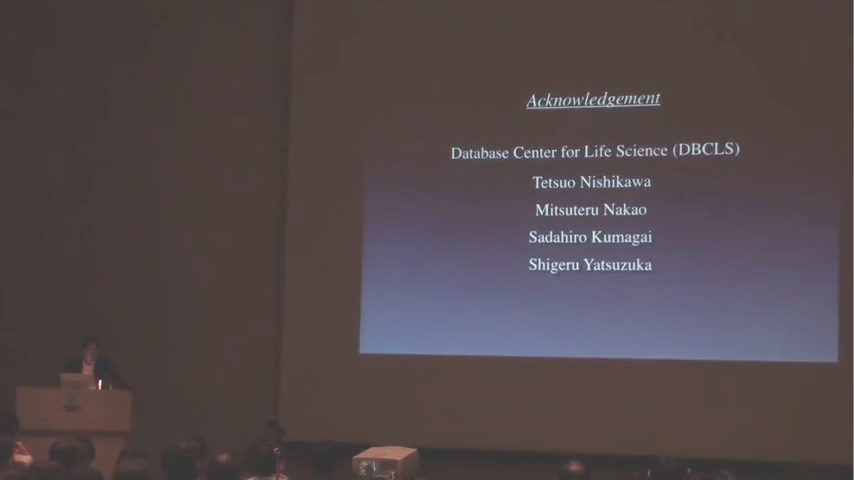 Acknowledgement
Database Center for Life Science (DBCLS)
Tetsuo Nishikawa
Mitsuteru Nakao
Sadahiro Kumagai
Shigeru Yatsuzuka